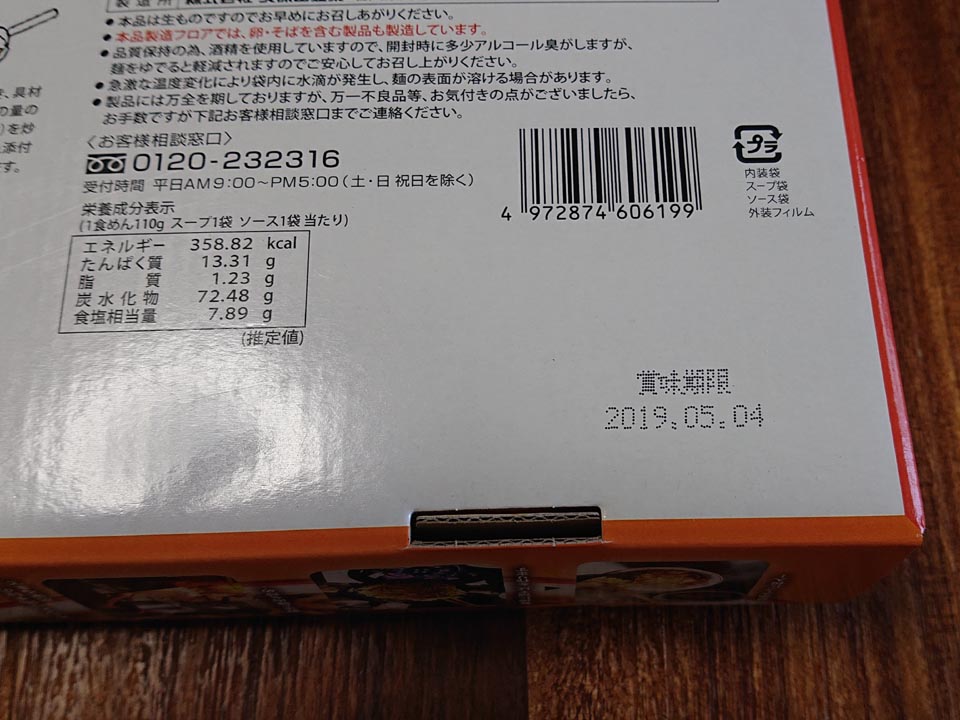 製造所
● 本品は生ものですのでお早めにお召しあがりください。
● 本品製造フロアでは、卵・そばを含む製品も製造しています。
● 品質保持の為、酒精を使用していますので、開封時に多少アルコール臭がしますが、
麺をゆでると軽減されますのでご安心してお召し上がりください。
● 急激な温度変化により袋内に水滴が発生し、麺の表面が溶ける場合があります。
● 製品には万全を期しておりますが、万一不良品等、お気付きの点がございましたら、
お手数ですが下記お客様相談窓口までご連絡ください。
、具材
の量の
)を炒
添付
す。
〈お客様相談窓口〉
0120-232316
受付時間 平日AM9:00〜PM5:00(土・日 祝日を除く)
栄養成分表示
(1食めん110g スープ1袋 ソース1袋当たり)
エネルギー 358.82 kcal
たんぱく質 13.31 g
脂質 1.23 g
炭水化物 72.48 g
食塩相当量 7.89 g
(推定値)
4 972874 606199
プラ
内装袋
スープ袋
ソース袋
外装フィルム
賞味期限
2019.05.04